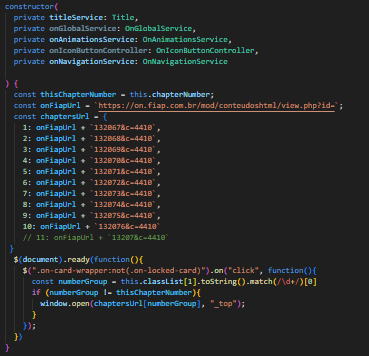 constructor(
private titleService: Title,
private onGlobalService: OnGlobalService,
private onAnimationsService: OnAnimationsService,
private onIconButtonController: OnIconButtonController,
private onNavigationService: OnNavigationService
) {
const thisChapterNumber = this.chapterNumber;
const onFiapUrl = `https://on.fiap.com.br/mod/conteudoshtml/view.php?id=`;
const chaptersUrl = {
1: onFiapUrl + `132067&c=4410`,
2: onFiapUrl + `132068&c=4410`,
3: onFiapUrl + `132069&c=4410`,
4: onFiapUrl + `132070&c=4410`,
5: onFiapUrl + `132071&c=4410`,
6: onFiapUrl + `132072&c=4410`,
7: onFiapUrl + `132073&c=4410`,
8: onFiapUrl + `132074&c=4410`,
9: onFiapUrl + `132075&c=4410`,
10: onFiapUrl + `132076&c=4410`
// 11: onFiapUrl + `13207&c=4410`
}
$(document).ready(function(){
$(".on-card-wrapper:not(.on-locked-card)").on("click", function(){
const numberGroup = this.classList[1].toString().match(/\d+/)[0]
if (numberGroup != thisChapterNumber){
window.open(chaptersUrl[numberGroup], "_top");
}
});
})
}